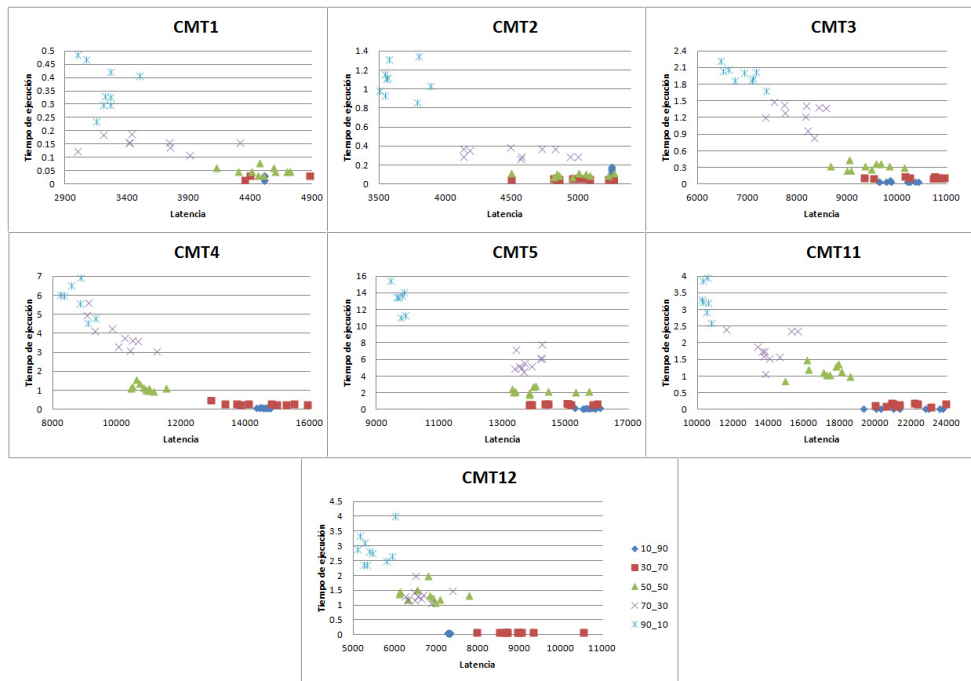 CMT1
Tiempo de ejecución
0.5
0.45
0.4
0.35
0.3
0.25
0.2
0.15
0.1
0.05
0
2900 3400 3900 4400 4900
Latencia
CMT2
Tiempo de ejecución
1.4
1.2
1
0.8
0.6
0.4
0.2
0
3500 4000 4500 5000 5500
Latencia
CMT3
Tiempo de ejecución
2.4
2.1
1.8
1.5
1.2
0.9
0.6
0.3
0
6000 7000 8000 9000 10000 11000
Latencia
CMT4
Tiempo de ejecución
7
6
5
4
3
2
1
0
8000 10000 12000 14000 16000
Latencia
CMT5
Tiempo de ejecución
16
14
12
10
8
6
4
2
0
9000 11000 13000 15000 17000
Latencia
CMT11
Tiempo de ejecución
4
3.5
3
2.5
2
1.5
1
0.5
0
10000 12000 14000 16000 18000 20000 22000 24000
Latencia
CMT12
Tiempo de ejecución
4.5
4
3.5
3
2.5
2
1.5
1
0.5
0
5000 6000 7000 8000 9000 10000 11000
Latencia
10_90
30_70
50_50
70_30
90_10